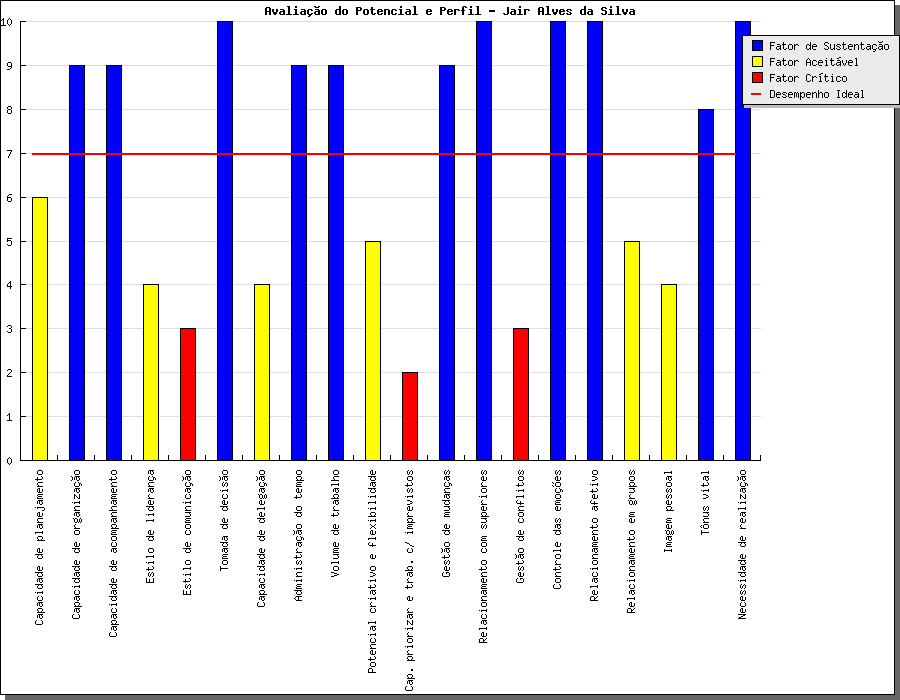 Avaliação do Potencial e Perfil - Jair Alves da Silva
Fator de Sustentação
Fator Aceitável
Fator Crítico
Desempenho Ideal
10
9
8
7
6
5
4
3
2
1
0
Capacidade de planejamento
Capacidade de organização
Capacidade de acompanhamento
Estilo de liderança
Estilo de comunicação
Tomada de decisão
Capacidade de delegação
Administração do tempo
Volume de trabalho
Potencial criativo e flexibilidade
Cap. priorizar e trab. c/ imprevistos
Gestão de mudanças
Relacionamento com superiores
Gestão de conflitos
Controle das emoções
Relacionamento afetivo
Relacionamento em grupos
Imagem pessoal
Tônus vital
Necessidade de realização